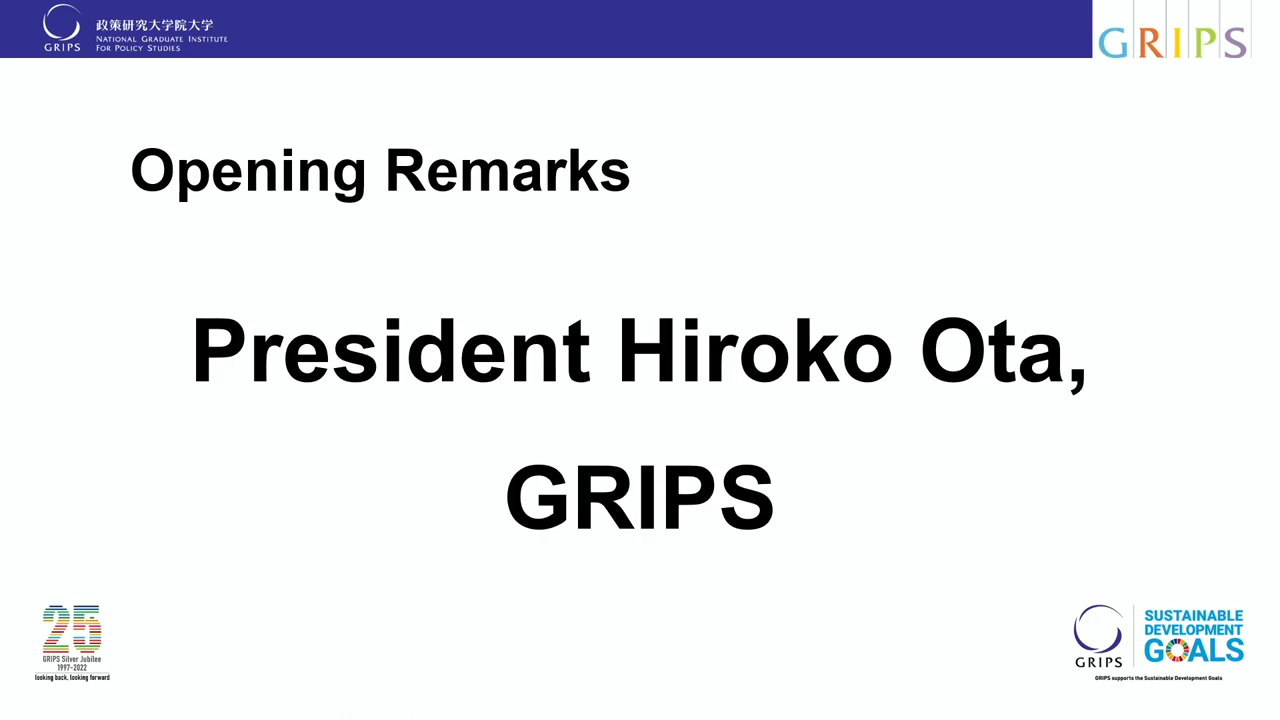 GRIPS
政策研究大学院大学
NATIONAL GRADUATE INSTITUTE
FOR POLICY STUDIES
GRIPS
Opening Remarks
President Hiroko Ota,
GRIPS
25
GRIPS Silver Jubilee
1997-2022
looking back, looking forward
GRIPS
SUSTAINABLE
DEVELOPMENT
GOALS
GRIPS supports the Sustainable Development Goals